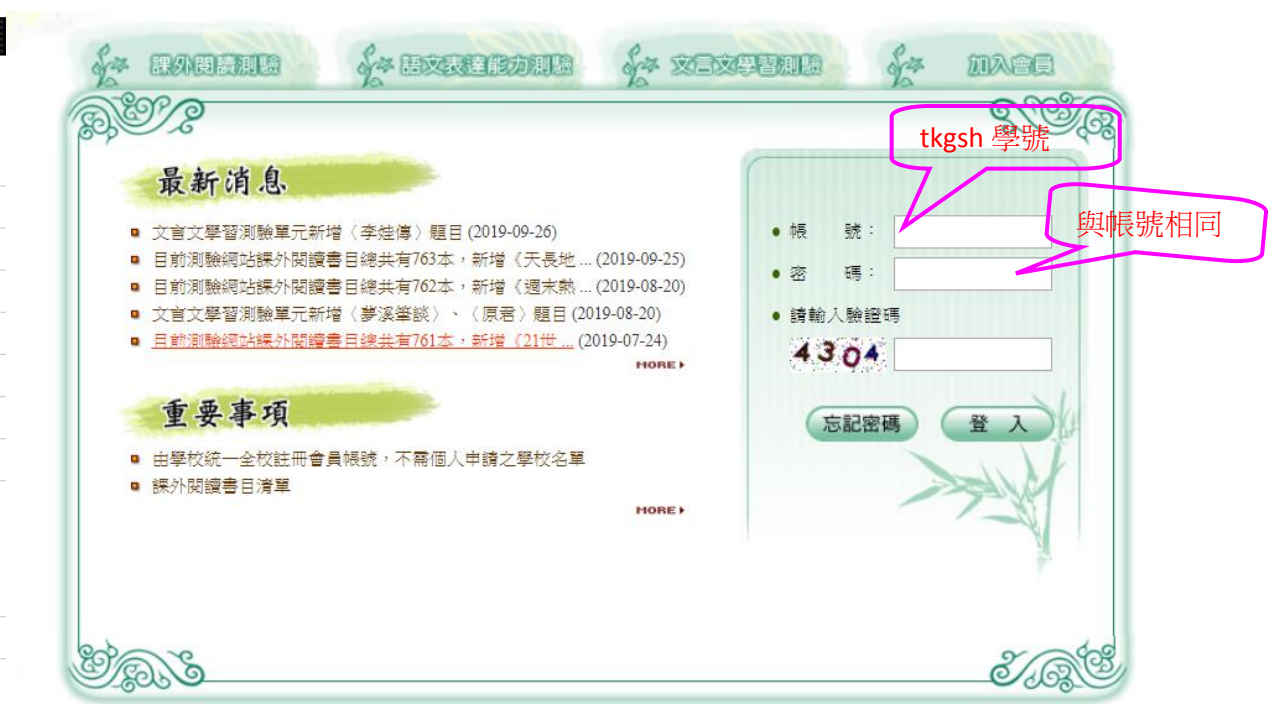 課外閱讀測驗
語文表達能力測驗
文言文學習測驗
加入會員
最新消息
文言文學習測驗單元新增〈李娃傳〉題目 (2019-09-26)
目前測驗網站課外閱讀書目總共有763本，新增《天長地 ... (2019-09-25)
目前測驗網站課外閱讀書目總共有762本，新增《週末熱 ... (2019-08-20)
文言文學習測驗單元新增〈夢溪筆談〉、〈原君〉題目 (2019-08-20)
目前測驗網站課外閱讀書目總共有761本，新增《21世 ... (2019-07-24)
MORE
重要事項
由學校統一全校註冊會員帳號，不需個人申請之學校名單
課外閱讀書目清單
MORE
tkgsh 學號
與帳號相同
帳 號：
密 碼：
請輸入驗證碼
4304
忘記密碼
登 入